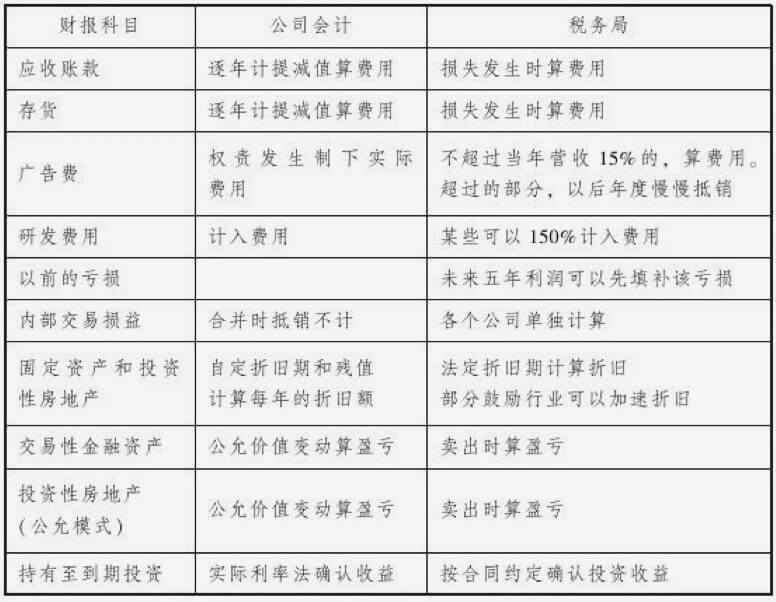 财报科目 公司会计 税务局
应收账款 逐年计提减值算费用 损失发生时算费用
存货 逐年计提减值算费用 损失发生时算费用
广告费 权责发生制下实际 不超过当年营收15%的，算费用。
费用 超过的部分，以后年度慢慢抵销
研发费用 计入费用 某些可以150%计入费用
以前的亏损 未来五年利润可以先填补该亏损
内部交易损益 合并时抵销不计 各个公司单独计算
固定资产和投资 自定折旧期和残值 法定折旧期计算折旧
性房地产 计算每年的折旧额 部分鼓励行业可以加速折旧
交易性金融资产 公允价值变动算盈亏 卖出时算盈亏
投资性房地产 公允价值变动算盈亏 卖出时算盈亏
(公允模式)
持有至到期投资 实际利率法确认收益 按合同约定确认投资收益